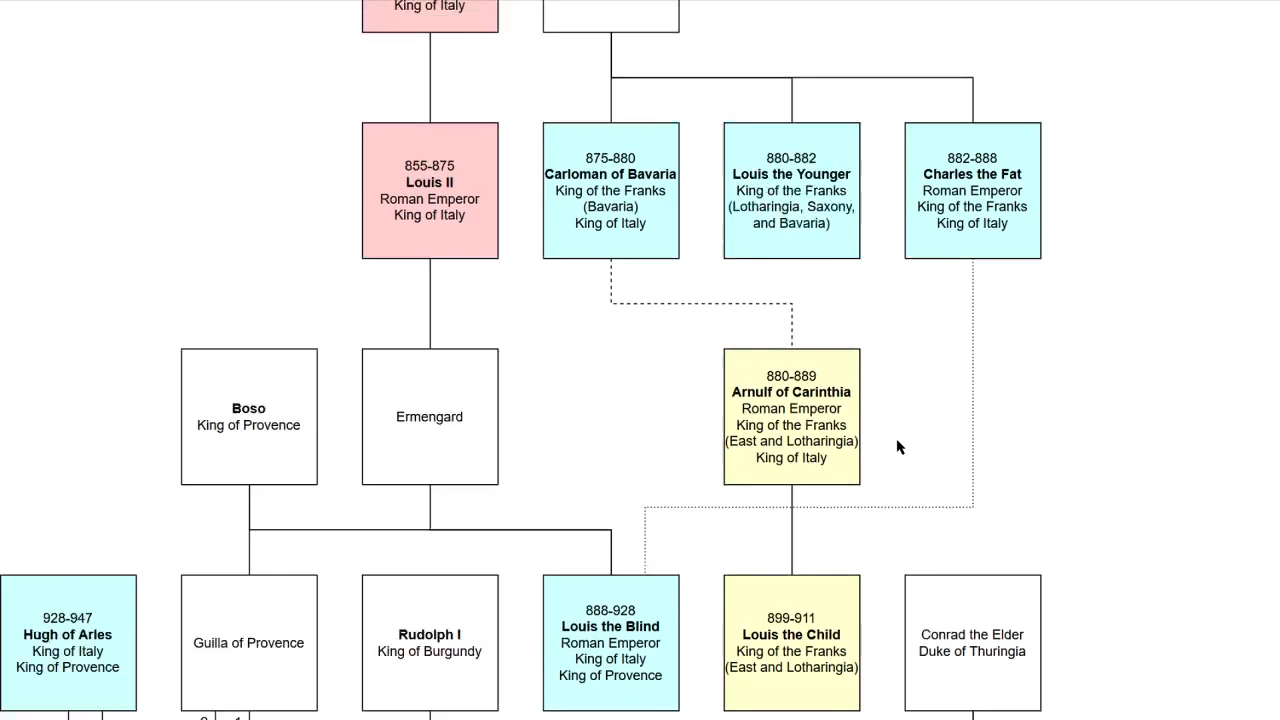 King of Italy
855-875
Louis II
Roman Emperor
King of Italy
875-880
Carloman of Bavaria
King of the Franks
(Bavaria)
King of Italy
880-882
Louis the Younger
King of the Franks
(Lotharingia, Saxony,
and Bavaria)
882-888
Charles the Fat
Roman Emperor
King of the Franks
King of Italy
Boso
King of Provence
Ermengard
880-889
Arnulf of Carinthia
Roman Emperor
King of the Franks
(East and Lotharingia)
King of Italy
928-947
Hugh of Arles
King of Italy
King of Provence
Guilla of Provence
Rudolph I
King of Burgundy
888-928
Louis the Blind
Roman Emperor
King of Italy
King of Provence
899-911
Louis the Child
King of the Franks
(East and Lotharingia)
Conrad the Elder
Duke of Thuringia